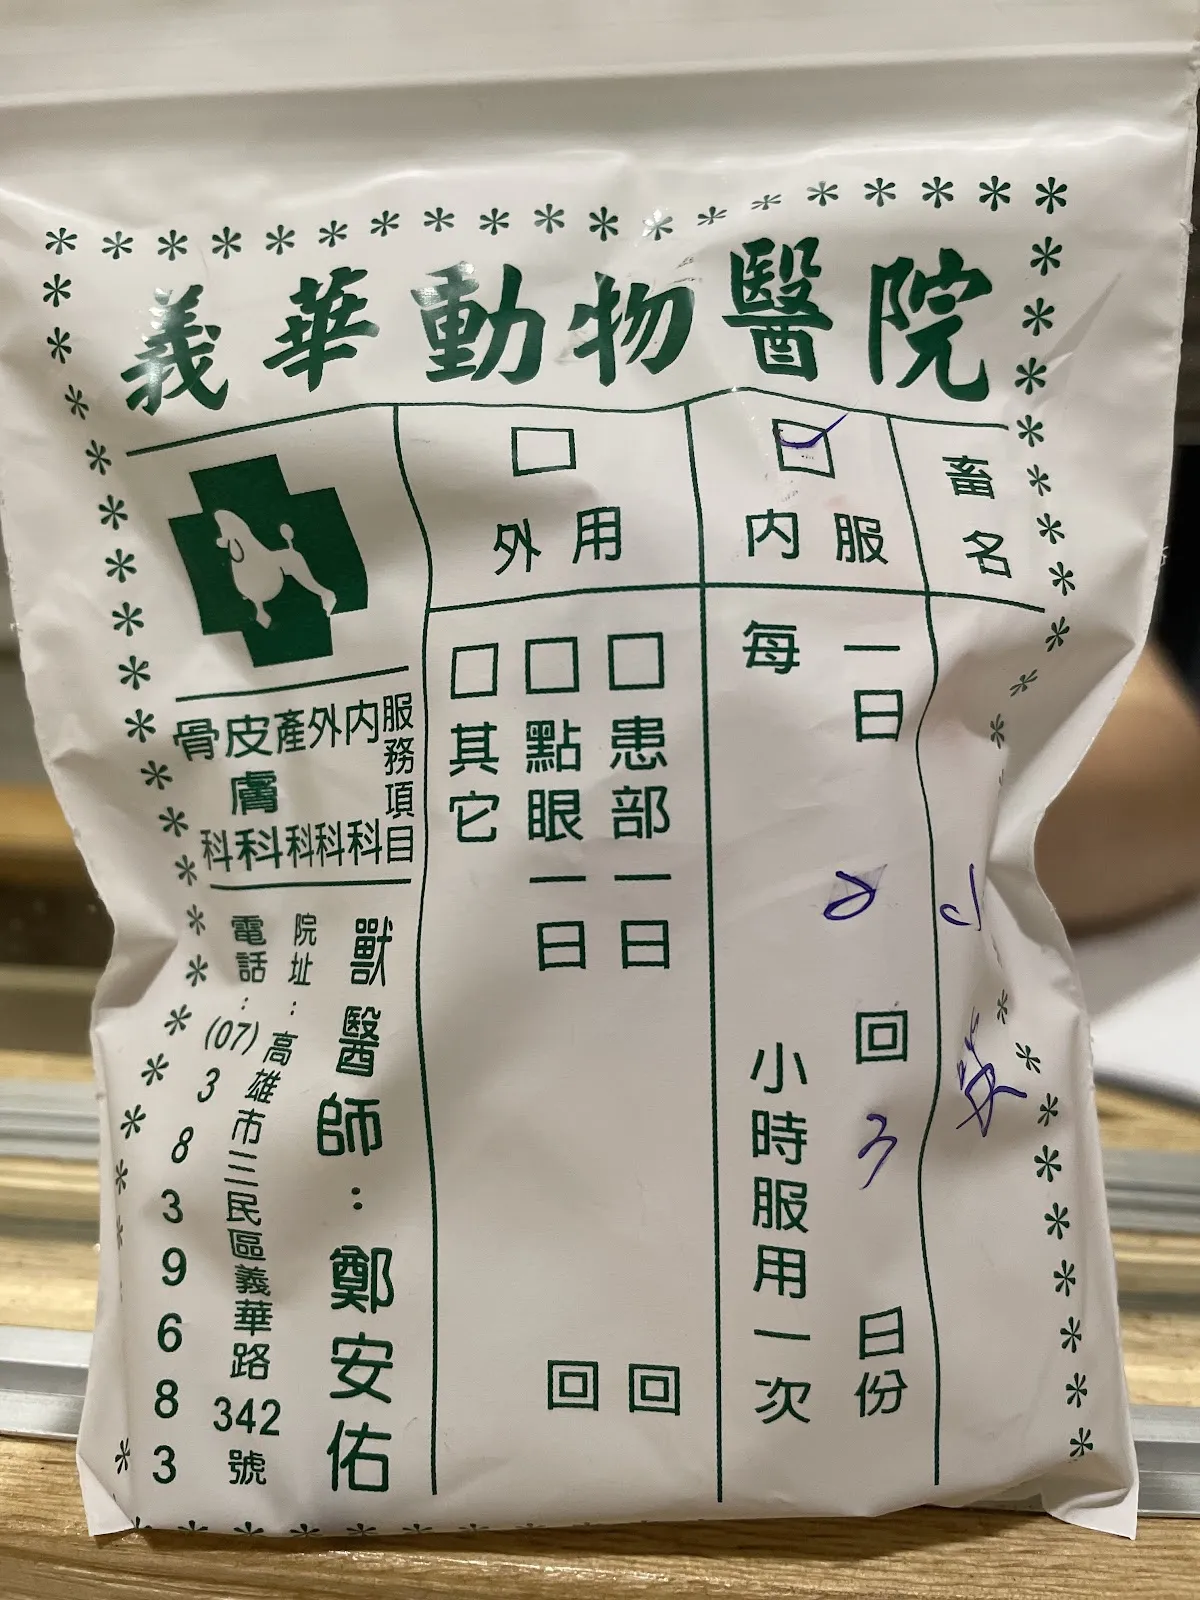 義華動物醫院
畜名
內服
一日 2 回 3 日份
每 小時服用一次
外用
□患部一日 回
□點眼一日 回
□其它
服務項目
內科
外科
產科
皮膚科
骨科
獸醫師:鄭安佑
院址:高雄市三民區義華路342號
電話:(07)3839683